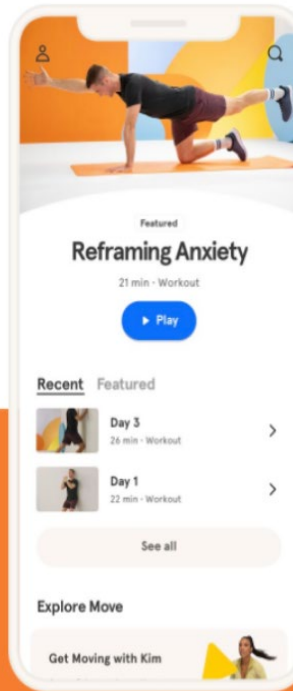 Featured
Reframing Anxiety
21 min · Workout
Play
Recent Featured
Day 3
26 min · Workout
Day 1
22 min · Workout
See all
Explore Move
Get Moving with Kim